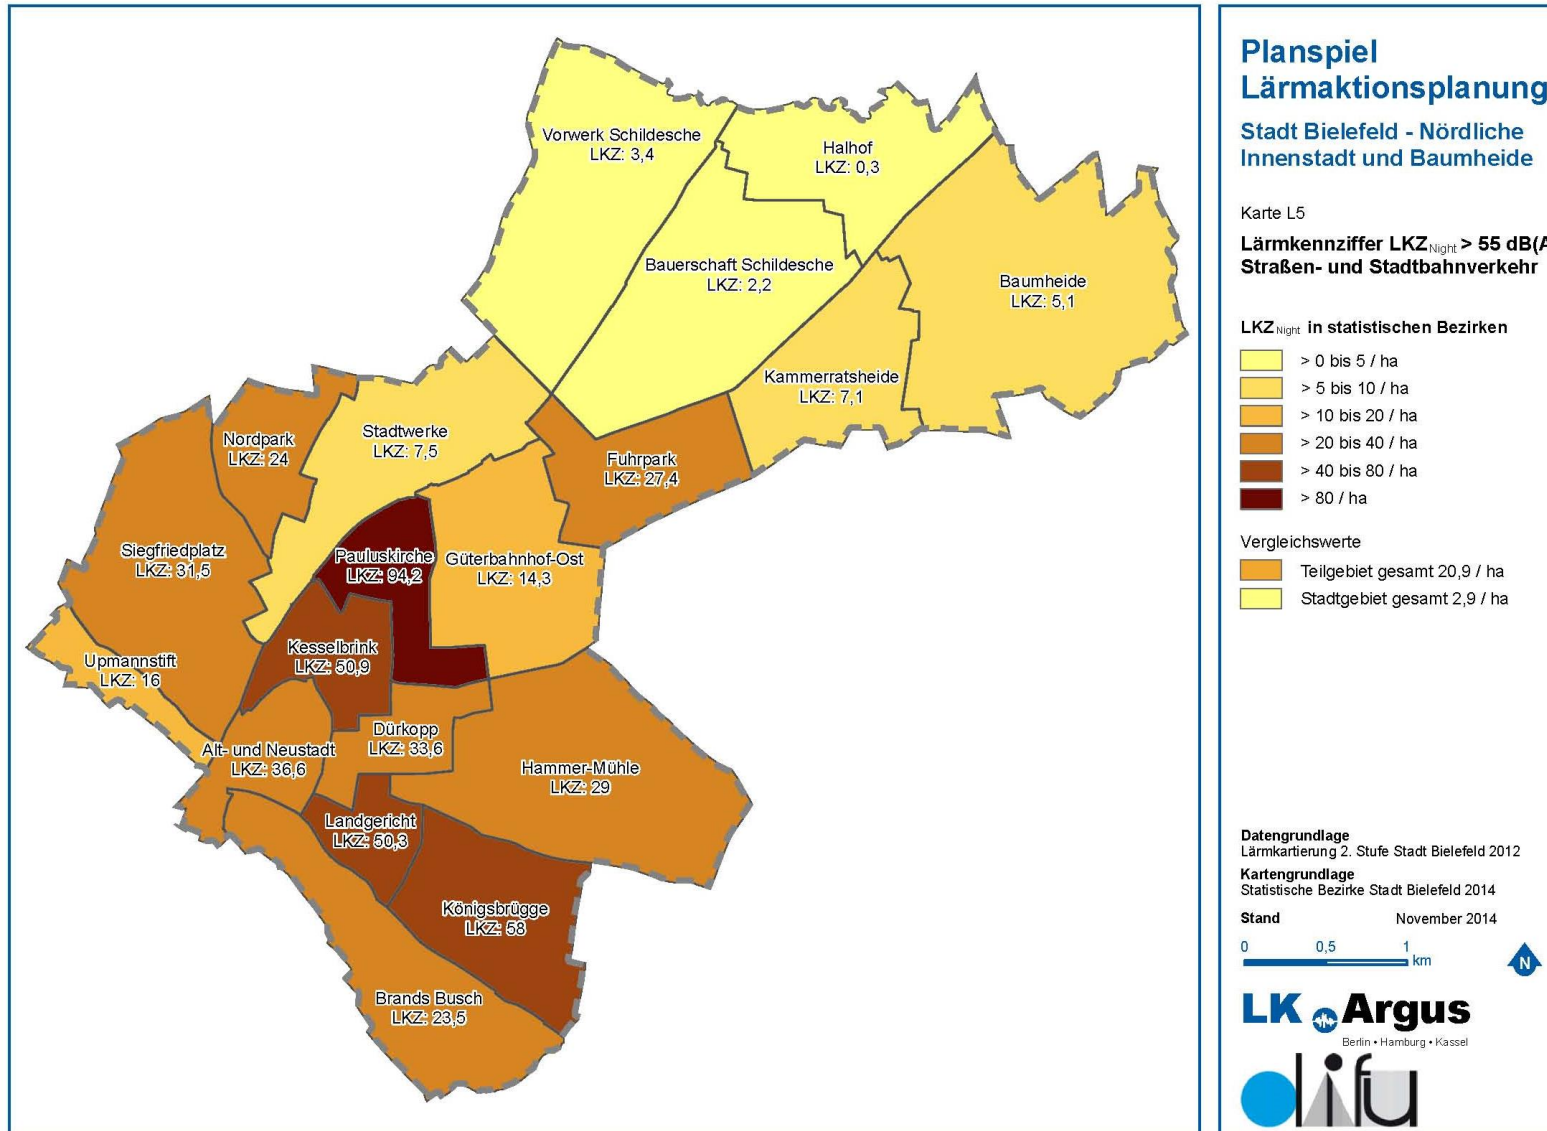 Vorwerk Schildesche
LKZ: 3,4
Halhof
LKZ: 0,3
Bauerschaft Schildesche
LKZ: 2,2
Baumheide
LKZ: 5,1
Kammerratsheide
LKZ: 7,1
Stadtwerke
LKZ: 7,5
Nordpark
LKZ: 24
Fuhrpark
LKZ: 27,4
Siegfriedplatz
LKZ: 31,5
Pauluskirche
LKZ: 94,2
Güterbahnhof-Ost
LKZ: 14,3
Kesselbrink
LKZ: 50,9
Upmannstift
LKZ: 16
Dürkopp
LKZ: 33,6
Alt- und Neustadt
LKZ: 36,6
Hammer-Mühle
LKZ: 29
Landgericht
LKZ: 50,3
Königsbrügge
LKZ: 58
Brands Busch
LKZ: 23,5
Planspiel
Lärmaktionsplanung
Stadt Bielefeld - Nördliche
Innenstadt und Baumheide
Karte L5
Lärmkennziffer LKZ Night > 55 dB(A
Straßen- und Stadtbahnverkehr
LKZ Night in statistischen Bezirken
> 0 bis 5 / ha
> 5 bis 10 / ha
> 10 bis 20 / ha
> 20 bis 40 / ha
> 40 bis 80 / ha
> 80 / ha
Vergleichswerte
Teilgebiet gesamt 20,9 / ha
Stadtgebiet gesamt 2,9 / ha
Datengrundlage
Lärmkartierung 2. Stufe Stadt Bielefeld 2012
Kartengrundlage
Statistische Bezirke Stadt Bielefeld 2014
Stand November 2014
0 0,5 1
km
N
LK Argus
Berlin • Hamburg • Kassel
difu